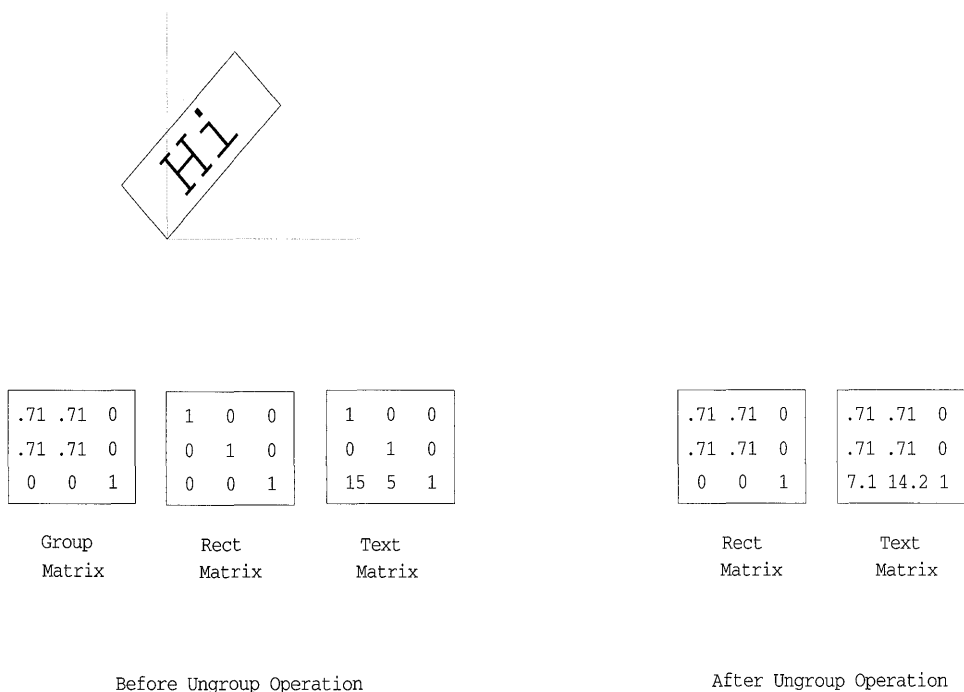 Hi
.71 .71 0
.71 .71 0
0 0 1
Group
Matrix
1 0 0
0 1 0
0 0 1
Rect
Matrix
1 0 0
0 1 0
15 5 1
Text
Matrix
Before Ungroup Operation
.71 .71 0
.71 .71 0
0 0 1
Rect
Matrix
.71 .71 0
.71 .71 0
7.1 14.2 1
Text
Matrix
After Ungroup Operation